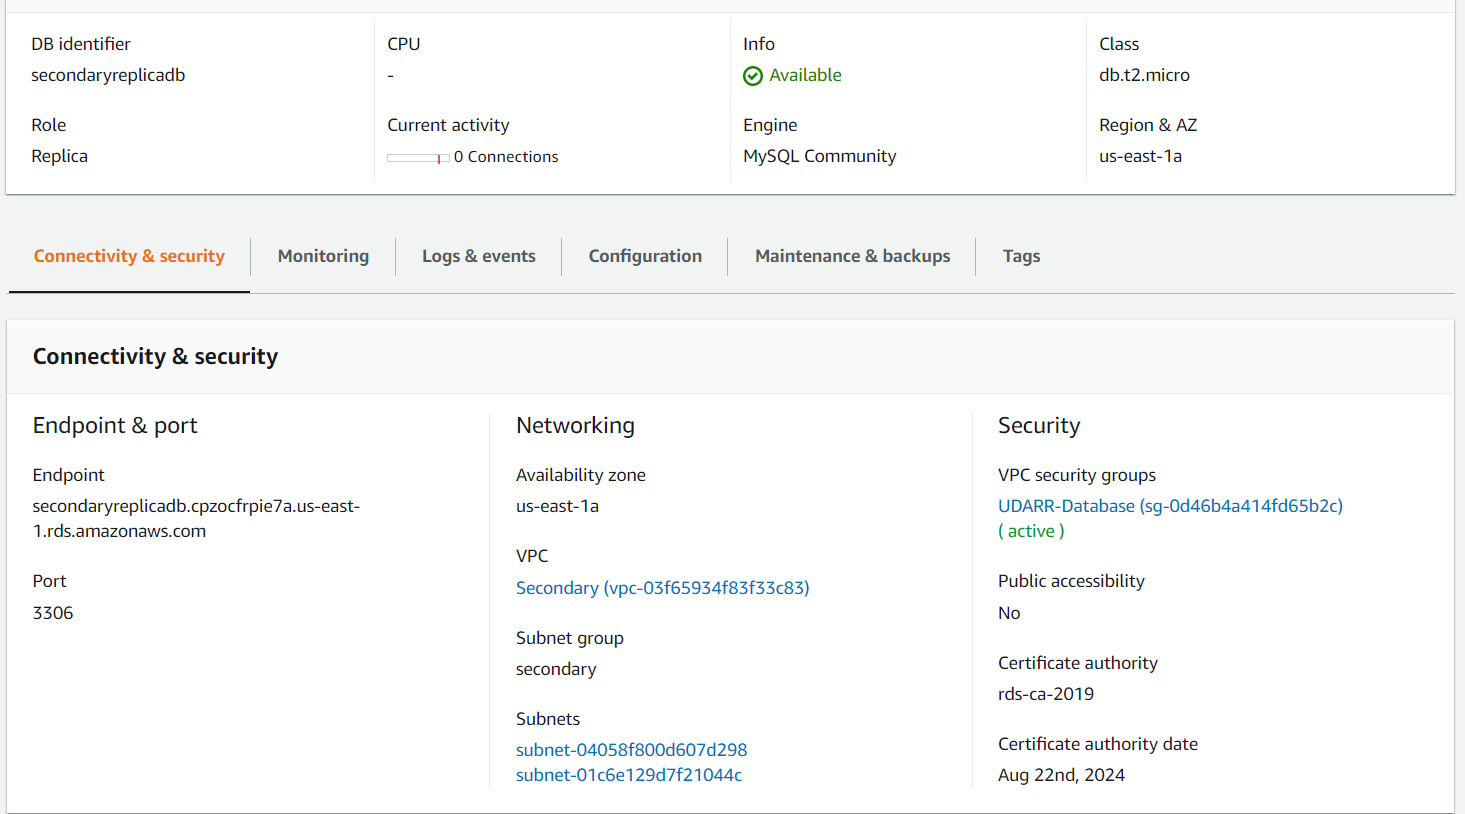 DB identifier
secondaryreplicadb
CPU
-
Info
Available
Class
db.t2.micro
Role
Replica
Current activity
0 Connections
Engine
MySQL Community
Region & AZ
us-east-1a
Connectivity & security
Monitoring
Logs & events
Configuration
Maintenance & backups
Tags
Connectivity & security
Endpoint & port
Endpoint
secondaryreplicadb.cpzocfrpie7a.us-east-
1.rds.amazonaws.com
Port
3306
Networking
Availability zone
us-east-1a
VPC
Secondary (vpc-03f65934f83f33c83)
Subnet group
secondary
Subnets
subnet-04058f800d607d298
subnet-01c6e129d7f21044c
Security
VPC security groups
UDARR-Database (sg-0d46b4a414fd65b2c)
( active )
Public accessibility
No
Certificate authority
rds-ca-2019
Certificate authority date
Aug 22nd, 2024